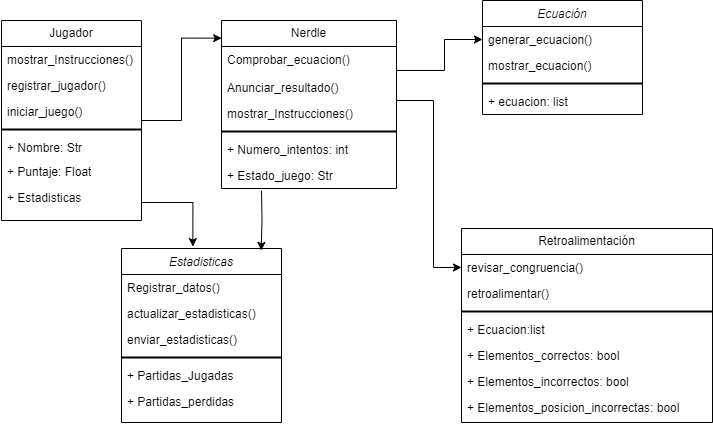 Jugador
mostrar_Instrucciones()
registrar_jugador()
iniciar_juego()
+ Nombre: Str
+ Puntaje: Float
+ Estadisticas
Nerdle
Comprobar_ecuacion()
Anunciar_resultado()
mostrar_Instrucciones()
+ Numero_intentos: int
+ Estado_juego: Str
Ecuación
generar_ecuacion()
mostrar_ecuacion()
+ ecuacion: list
Estadisticas
Registrar_datos()
actualizar_estadisticas()
enviar_estadisticas()
+ Partidas_Jugadas
+ Partidas_perdidas
Retroalimentación
revisar_congruencia()
retroalimentar()
+ Ecuacion:list
+ Elementos_correctos: bool
+ Elementos_incorrectos: bool
+ Elementos_posicion_incorrectas: bool